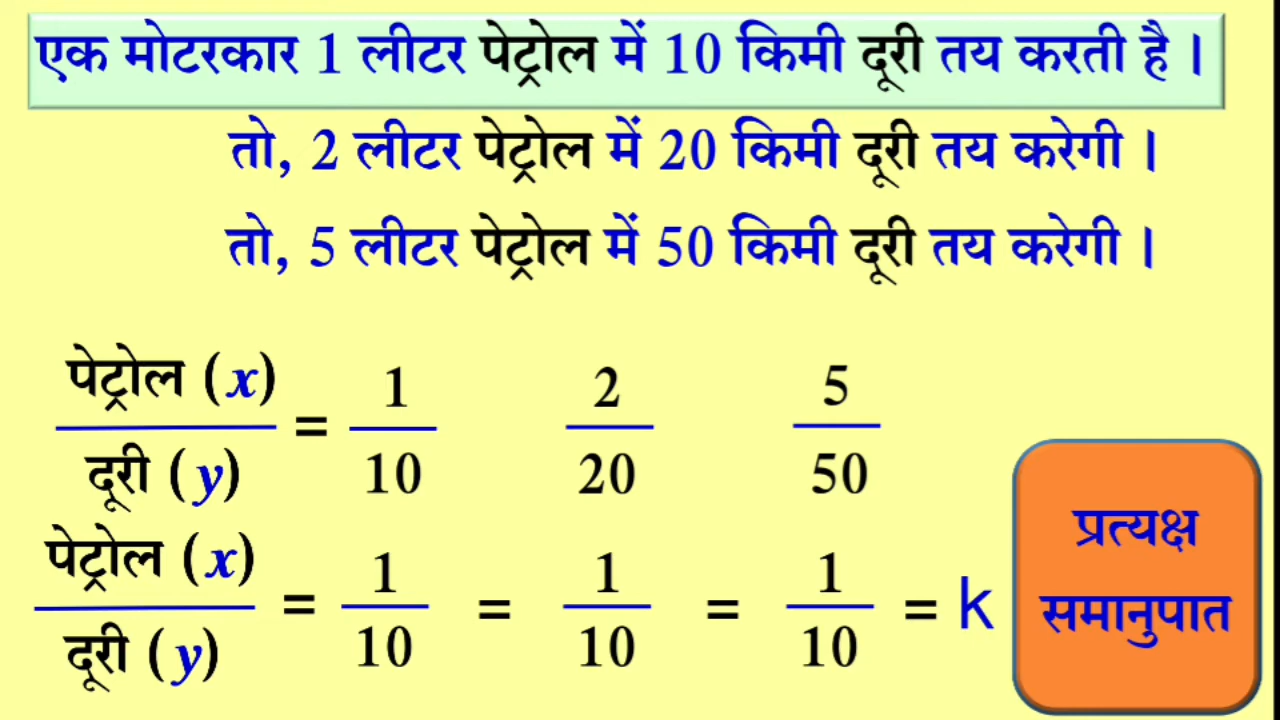 एक मोटरकार 1 लीटर पेट्रोल में 10 किमी दूरी तय करती है ।
तो, 2 लीटर पेट्रोल में 20 किमी दूरी तय करेगी ।
तो, 5 लीटर पेट्रोल में 50 किमी दूरी तय करेगी ।
पेट्रोल (x) / दूरी (y) = 1/10 2/20 5/50
पेट्रोल (x) / दूरी (y) = 1/10 = 1/10 = 1/10 = k
प्रत्यक्ष
समानुपात